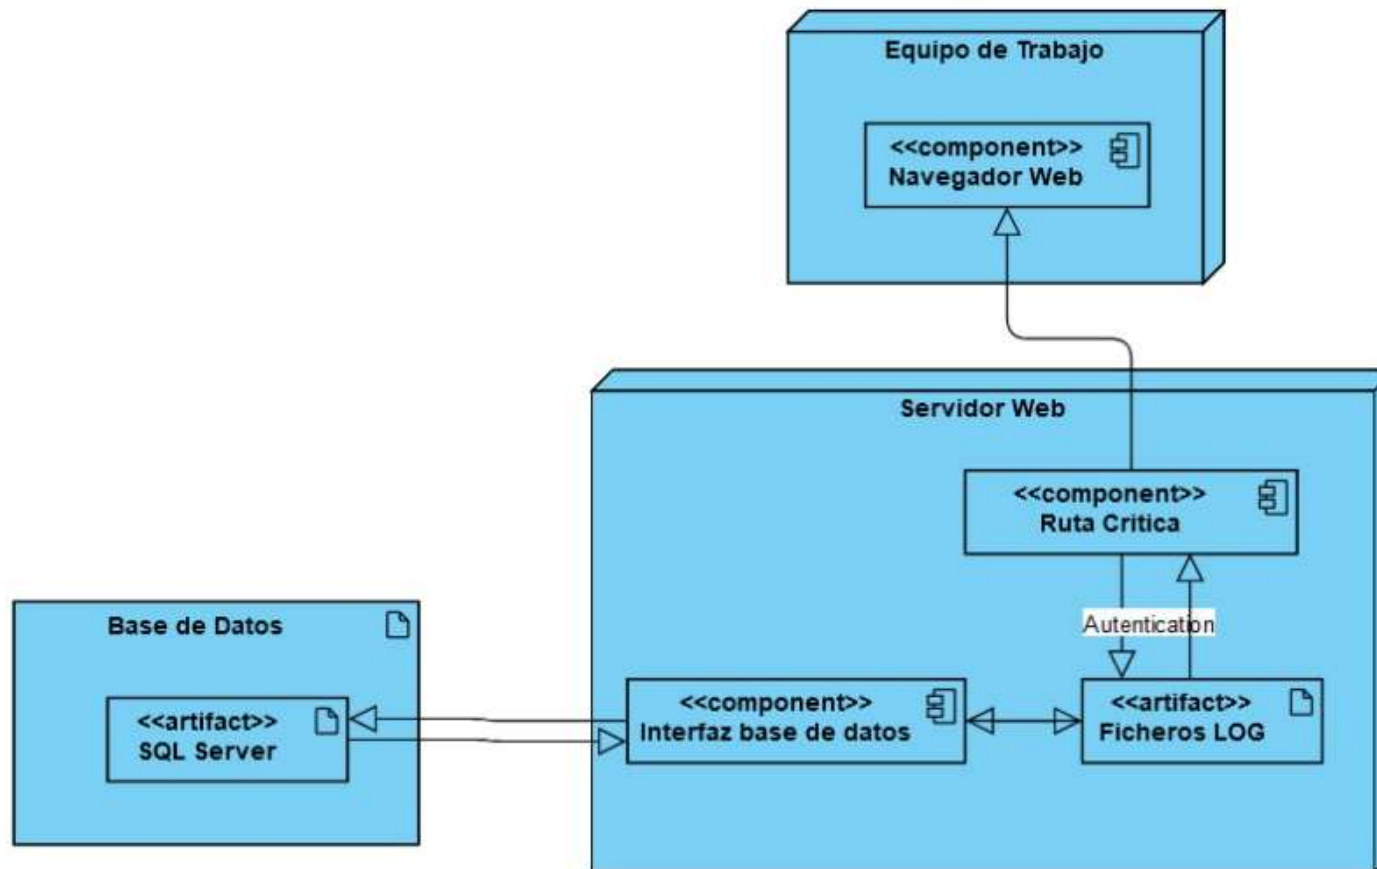 Equipo de Trabajo
<<component>>
Navegador Web
Servidor Web
<<component>>
Ruta Critica
Autentication
Base de Datos
<<artifact>>
SQL Server
<<component>>
Interfaz base de datos
<<artifact>>
Ficheros LOG